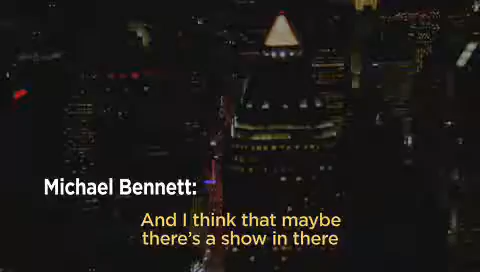 Michael Bennett:
And I think that maybe
there's a show in there